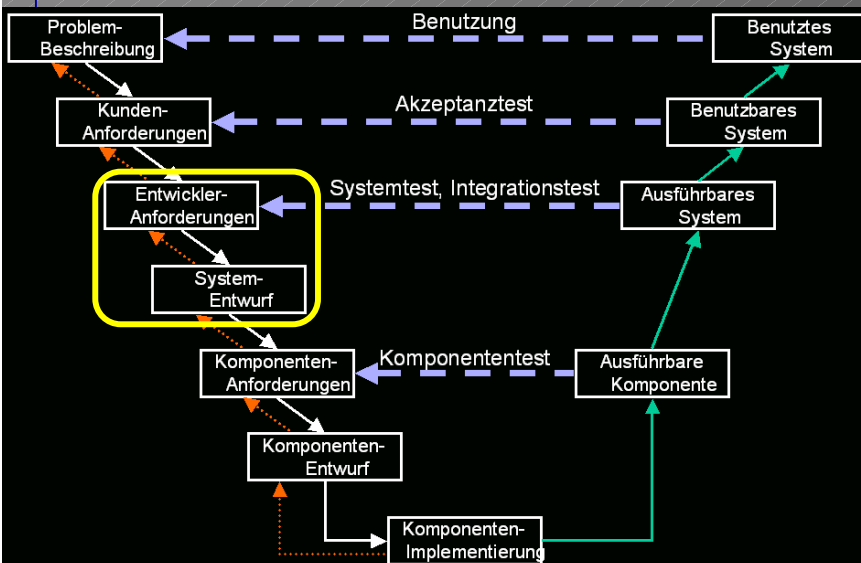 Benutzung
Problem-
Beschreibung
Benutztes
System
Akzeptanztest
Kunden-
Anforderungen
Benutzbares
System
Systemtest, Integrationstest
Entwickler-
Anforderungen
Ausführbares
System
System-
Entwurf
Komponententest
Komponenten-
Anforderungen
Ausführbare
Komponente
Komponenten-
Entwurf
Komponenten-
Implementierung